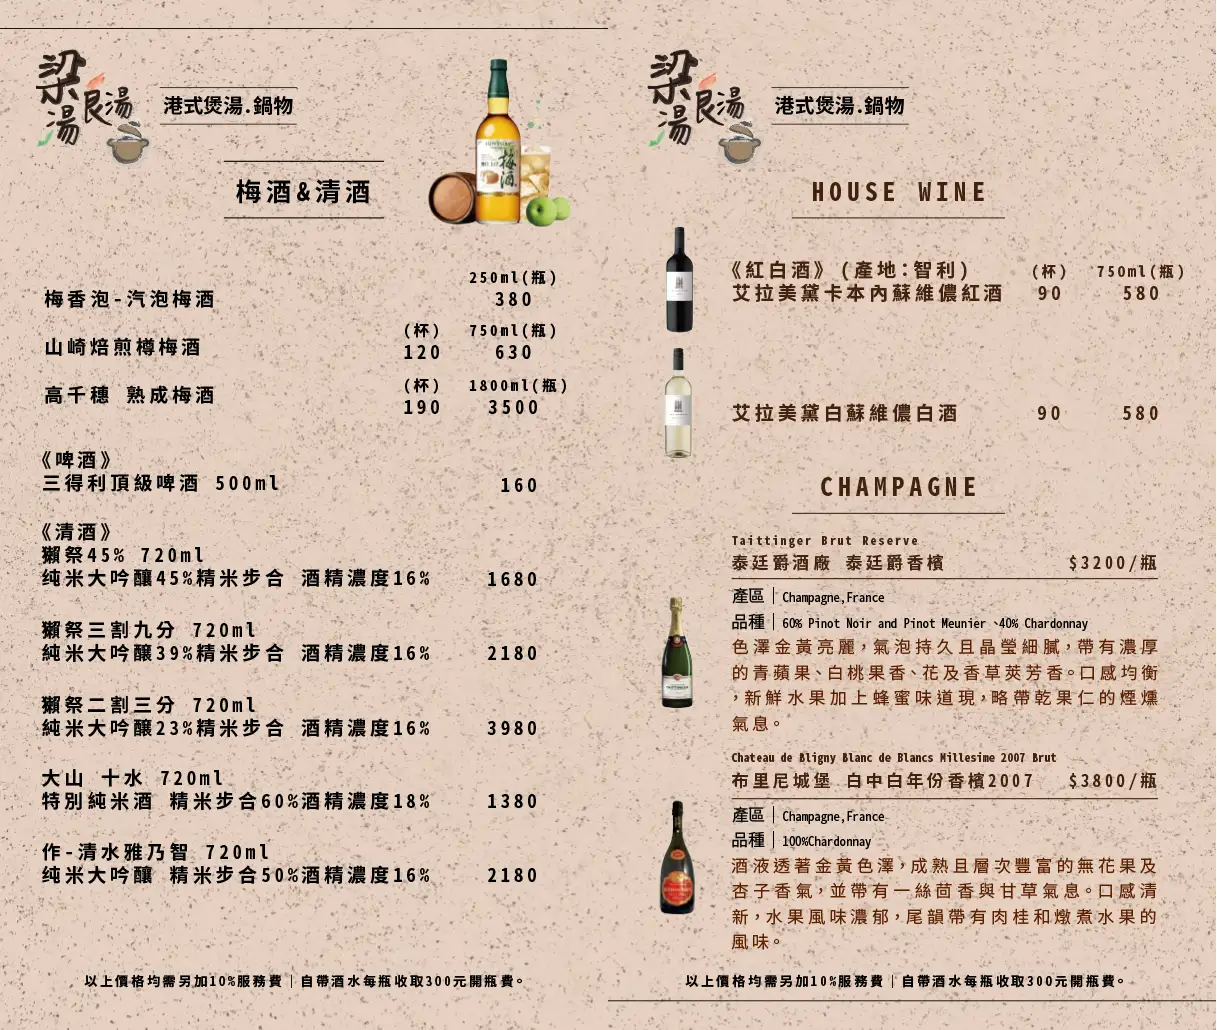 梁食湯湯
港式煲湯.鍋物
梅酒&清酒
梅酒
250ml(瓶)
梅香泡-汽泡梅酒 380
(杯) 750ml(瓶)
山崎焙煎樽梅酒 120 630
(杯) 1800ml(瓶)
高千穗 熟成梅酒 190 3500
《啤酒》
三得利頂級啤酒 500ml 160
《清酒》
獺祭45% 720ml
纯米大吟釀45%精米步合 酒精濃度16% 1680
獺祭三割九分 720ml
純米大吟釀39%精米步合 酒精濃度16% 2180
獺祭二割三分 720ml
純米大吟釀23%精米步合 酒精濃度16% 3980
大山 十水 720ml
特別純米酒 精米步合60%酒精濃度18% 1380
作-清水雅乃智 720ml
纯米大吟釀 精米步合50%酒精濃度16% 2180
以上價格均需另加10%服務費｜自帶酒水每瓶收取300元開瓶費。
梁食湯湯
港式煲湯.鍋物
HOUSE WINE
《紅白酒》(產地:智利) (杯) 750ml(瓶)
艾拉美黛卡本內蘇維儂紅酒 90 580
艾拉美黛白蘇維儂白酒 90 580
CHAMPAGNE
Taittinger Brut Reserve
泰廷爵酒廠 泰廷爵香檳 $3200/瓶
產區｜Champagne,France
品種｜60% Pinot Noir and Pinot Meunier、40% Chardonnay
色澤金黃亮麗，氣泡持久且晶瑩細膩，帶有濃厚
的青蘋果、白桃果香、花及香草莢芳香。口感均衡
，新鮮水果加上蜂蜜味道現，略帶乾果仁的煙燻
氣息。
Chateau de Bligny Blanc de Blancs Millesime 2007 Brut
布里尼城堡 白中白年份香檳2007 $3800/瓶
產區｜Champagne,France
品種｜100%Chardonnay
酒液透著金黃色澤，成熟且層次豐富的無花果及
杏子香氣，並帶有一絲茴香與甘草氣息。口感清
新，水果風味濃郁，尾韻帶有肉桂和燉煮水果的
風味。
以上價格均需另加10%服務費｜自帶酒水每瓶收取300元開瓶費。